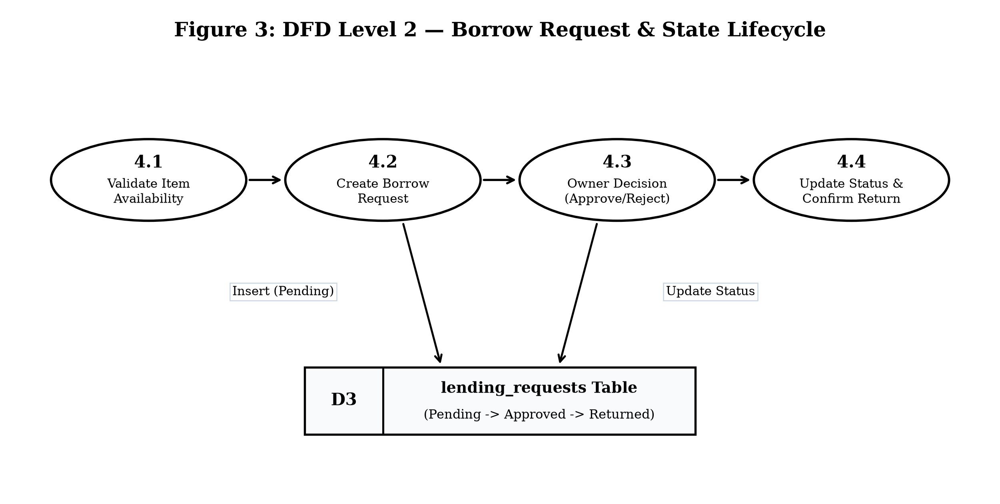 Figure 3: DFD Level 2 — Borrow Request & State Lifecycle
4.1
Validate Item
Availability
4.2
Create Borrow
Request
4.3
Owner Decision
(Approve/Reject)
4.4
Update Status &
Confirm Return
Insert (Pending)
Update Status
D3
lending_requests Table
(Pending -> Approved -> Returned)